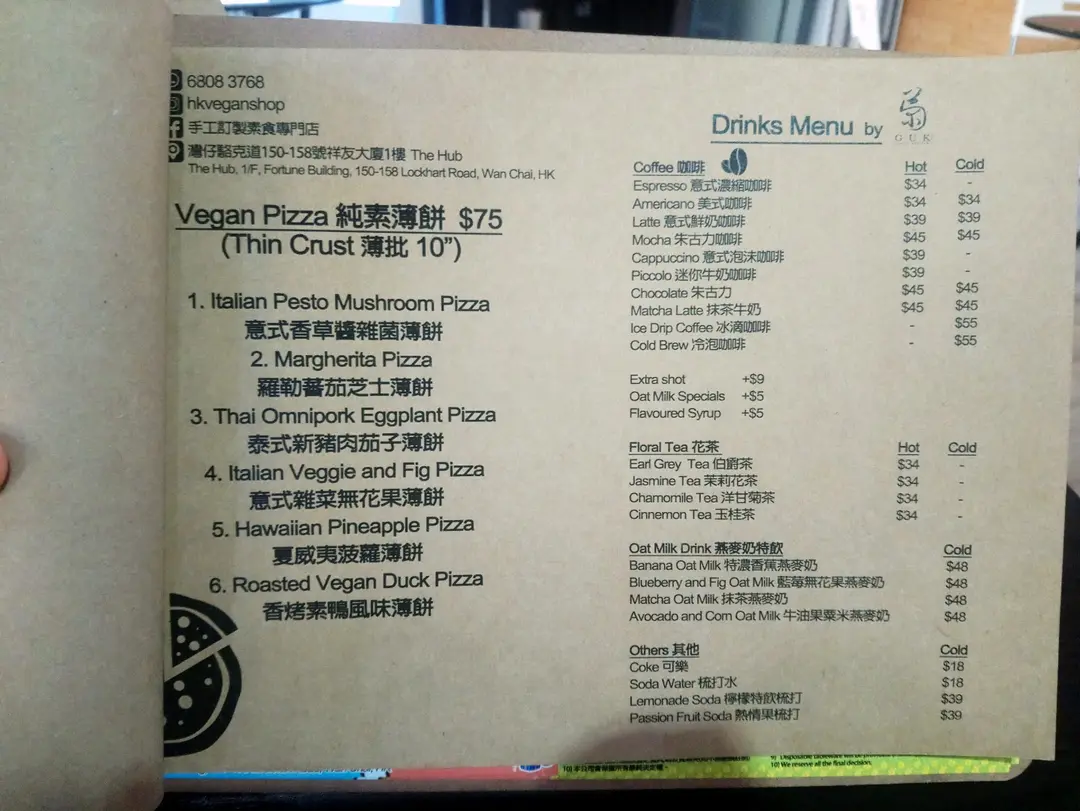 6808 3768
hkveganshop
手工訂製素食專門店
灣仔駱克道150-158號祥友大廈1樓 The Hub
The Hub, 1/F, Fortune Building, 150-158 Lockhart Road, Wan Chai, HK
Vegan Pizza 純素薄餅 $75
(Thin Crust 薄批 10”)
1. Italian Pesto Mushroom Pizza
意式香草醬雜菌薄餅
2. Margherita Pizza
羅勒蕃茄芝士薄餅
3. Thai Omnipork Eggplant Pizza
泰式新豬肉茄子薄餅
4. Italian Veggie and Fig Pizza
意式雜菜無花果薄餅
5. Hawaiian Pineapple Pizza
夏威夷菠蘿薄餅
6. Roasted Vegan Duck Pizza
香烤素鴨風味薄餅
Drinks Menu by 菊
GUK
Coffee 咖啡 Hot Cold
Espresso 意式濃縮咖啡 $34 -
Americano 美式咖啡 $34 $34
Latte 意式鮮奶咖啡 $39 $39
Mocha 朱古力咖啡 $45 $45
Cappuccino 意式泡沫咖啡 $39 -
Piccolo 迷你牛奶咖啡 $39 -
Chocolate 朱古力 $45 $45
Matcha Latte 抹茶牛奶 $45 $45
Ice Drip Coffee 冰滴咖啡 - $55
Cold Brew 冷泡咖啡 - $55
Extra shot +$9
Oat Milk Specials +$5
Flavoured Syrup +$5
Floral Tea 花茶 Hot Cold
Earl Grey Tea 伯爵茶 $34 -
Jasmine Tea 茉莉花茶 $34 -
Chamomile Tea 洋甘菊茶 $34 -
Cinnemon Tea 玉桂茶 $34 -
Oat Milk Drink 燕麥奶特飲 Cold
Banana Oat Milk 特濃香蕉燕麥奶 $48
Blueberry and Fig Oat Milk 藍莓無花果燕麥奶 $48
Matcha Oat Milk 抹茶燕麥奶 $48
Avocado and Corn Oat Milk 牛油果粟米燕麥奶 $48
Others 其他 Cold
Coke 可樂 $18
Soda Water 梳打水 $18
Lemonade Soda 檸檬特飲梳打 $39
Passion Fruit Soda 熱情果梳打 $39
10) We reserve all the final decision.